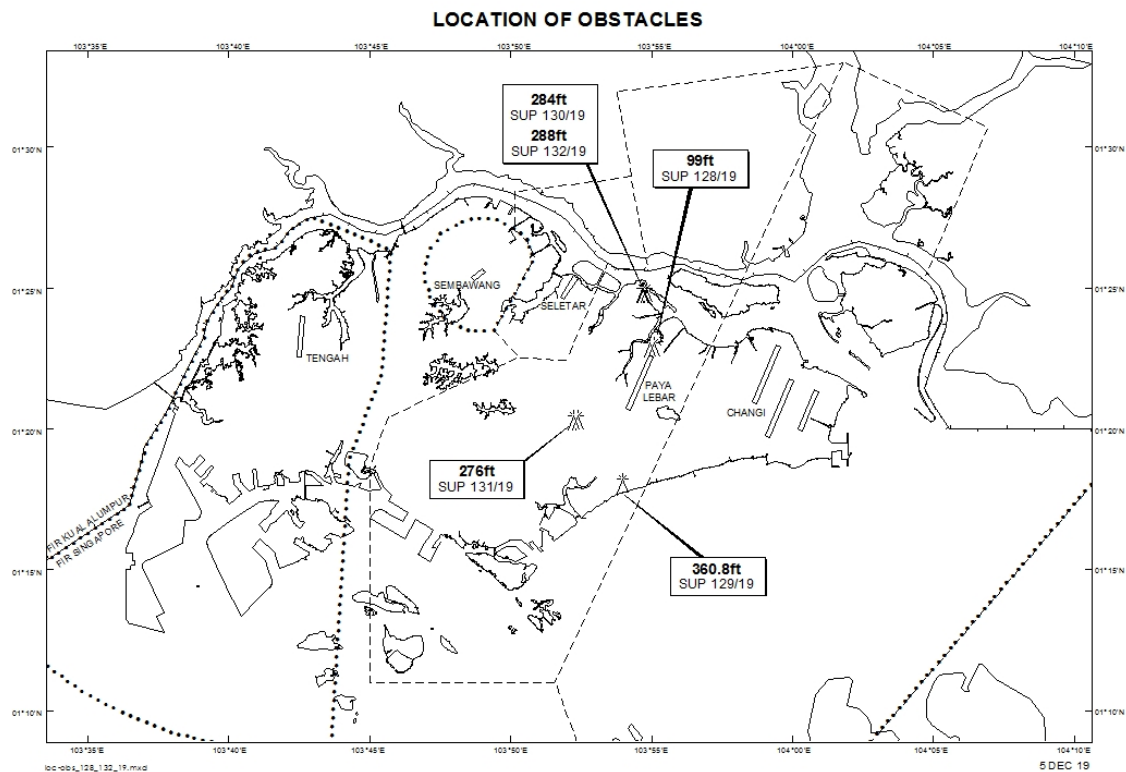 LOCATION OF OBSTACLES
103°35'E 103°40'E 103°45'E 103°50'E 103°55'E 104°00'E 104°05'E 104°10'E
284ft
SUP 130/19
288ft
SUP 132/19
99ft
SUP 128/19
01°30'N 01°30'N
01°25'N 01°25'N
SEMBAWANG
SELETAR
TENGAH
PAYA
LEBAR
CHANGI
01°20'N 01°20'N
276ft
SUP 131/19
FIR KUALA LUMPUR
FIR SINGAPORE
360.8ft
SUP 129/19
01°15'N 01°15'N
01°10'N 01°10'N
103°35'E 103°40'E 103°45'E 103°50'E 103°55'E 104°00'E 104°05'E 104°10'E
loc-obs_128_132_19.mxd
5 DEC 19